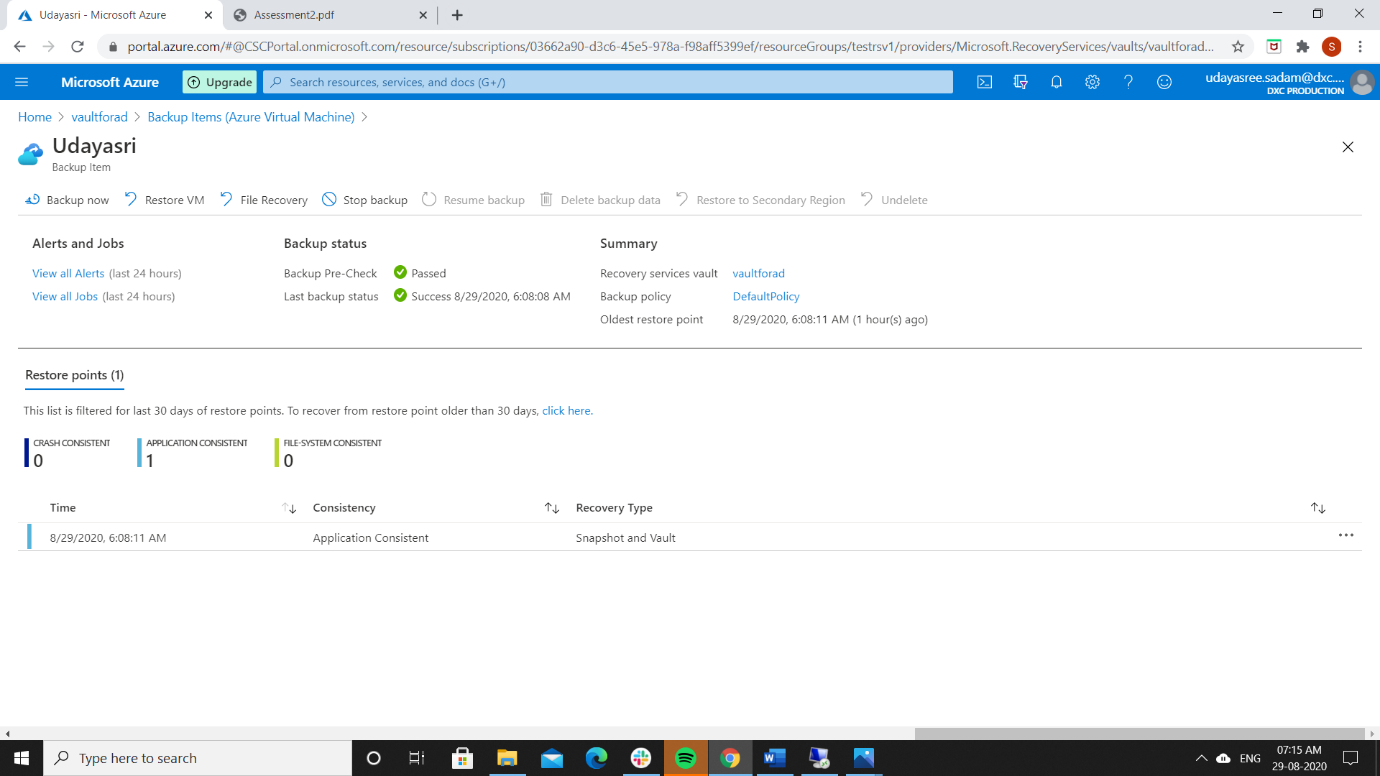 Udayasri - Microsoft Azure
Assessment2.pdf
portal.azure.com/#@CSCPortal.onmicrosoft.com/resource/subscriptions/03662a90-d3c6-45e5-978a-f98aff5399ef/resourceGroups/testrsv1/providers/Microsoft.RecoveryServices/vaults/vaultforad...
S
Microsoft Azure
Upgrade
Search resources, services, and docs (G+/)
udayasree.sadam@dxc....
DXC PRODUCTION
Home > vaultforad > Backup Items (Azure Virtual Machine) >
Udayasri
Backup Item
Backup now Restore VM File Recovery Stop backup Resume backup Delete backup data Restore to Secondary Region Undelete
Alerts and Jobs
View all Alerts (last 24 hours)
View all Jobs (last 24 hours)
Backup status
Backup Pre-Check Passed
Last backup status Success 8/29/2020, 6:08:08 AM
Summary
Recovery services vault vaultforad
Backup policy DefaultPolicy
Oldest restore point 8/29/2020, 6:08:11 AM (1 hour(s) ago)
Restore points (1)
This list is filtered for last 30 days of restore points. To recover from restore point older than 30 days, click here.
CRASH CONSISTENT
0
APPLICATION CONSISTENT
1
FILE-SYSTEM CONSISTENT
0
Time Consistency Recovery Type
8/29/2020, 6:08:11 AM Application Consistent Snapshot and Vault
Type here to search
ENG
07:15 AM
29-08-2020